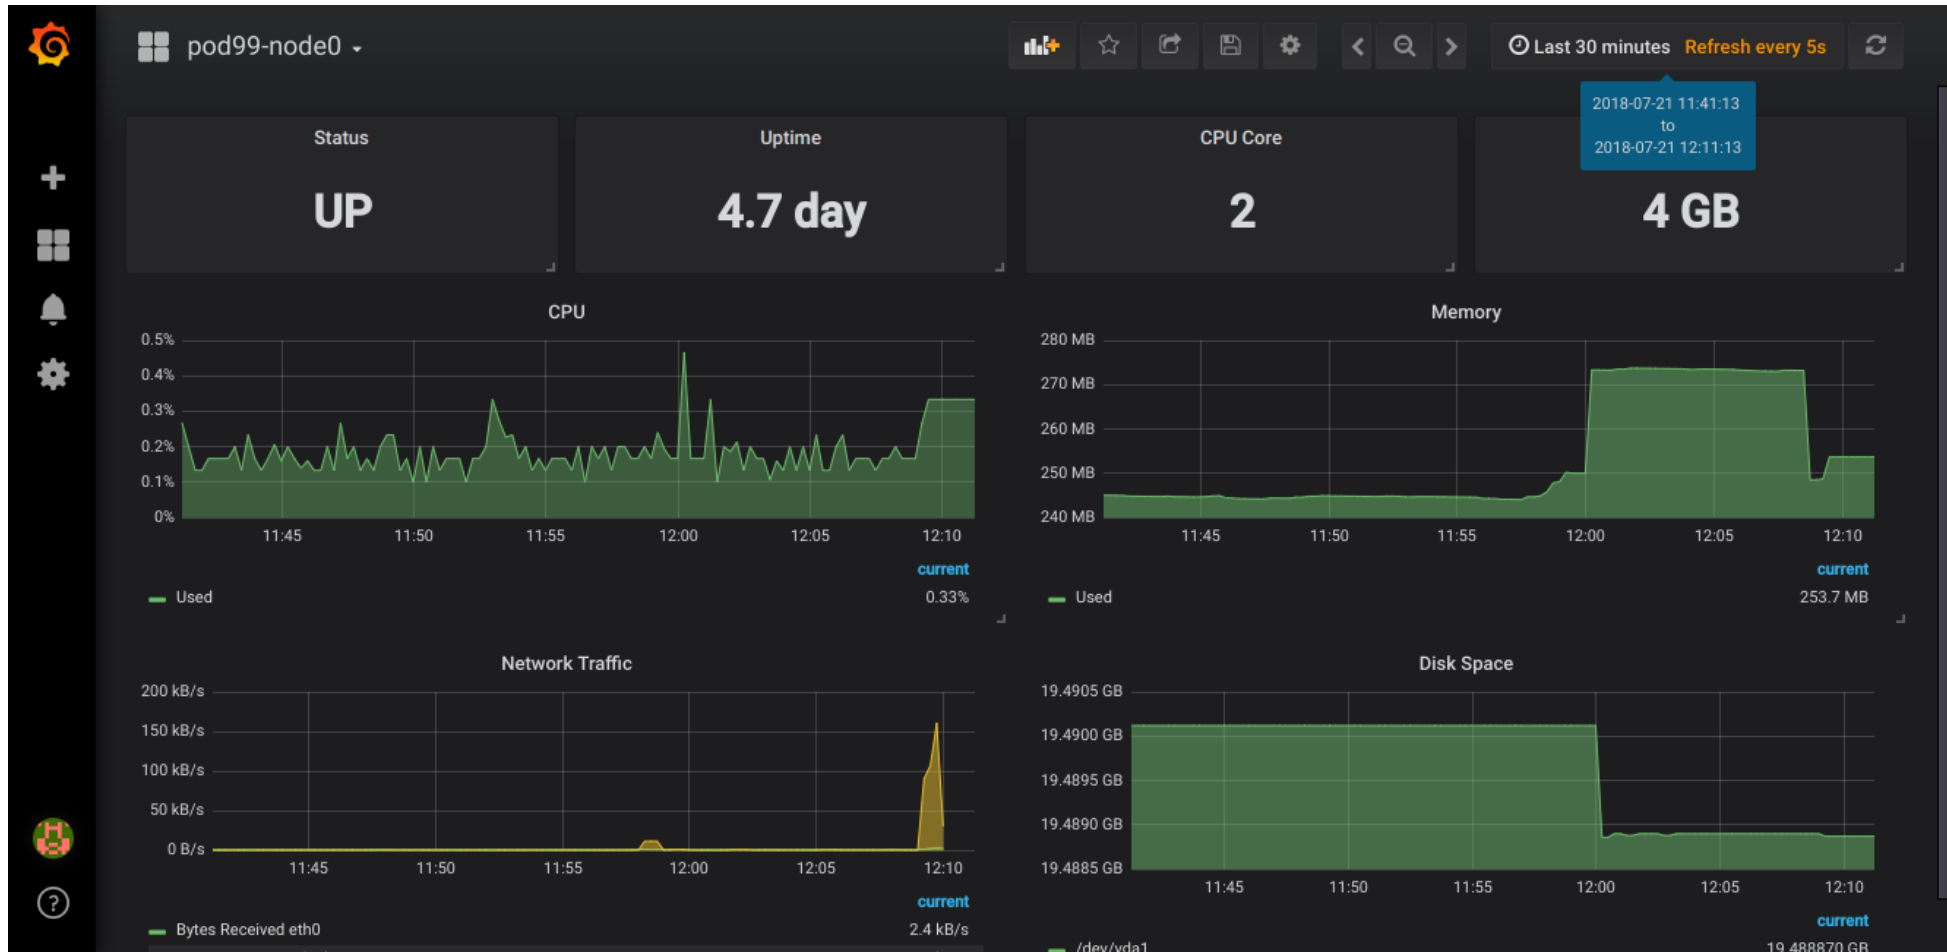 pod99-node0
Last 30 minutes Refresh every 5s
2018-07-21 11:41:13
to
2018-07-21 12:11:13
Status
UP
Uptime
4.7 day
CPU Core
2
4 GB
CPU
0.5%
0.4%
0.3%
0.2%
0.1%
0%
11:45 11:50 11:55 12:00 12:05 12:10
current
Used 0.33%
Memory
280 MB
270 MB
260 MB
250 MB
240 MB
11:45 11:50 11:55 12:00 12:05 12:10
current
Used 253.7 MB
Network Traffic
200 kB/s
150 kB/s
100 kB/s
50 kB/s
0 B/s
11:45 11:50 11:55 12:00 12:05 12:10
current
Bytes Received eth0 2.4 kB/s
Disk Space
19.4905 GB
19.4900 GB
19.4895 GB
19.4890 GB
19.4885 GB
11:45 11:50 11:55 12:00 12:05 12:10
current
/dev/vda1 19.488870 GB